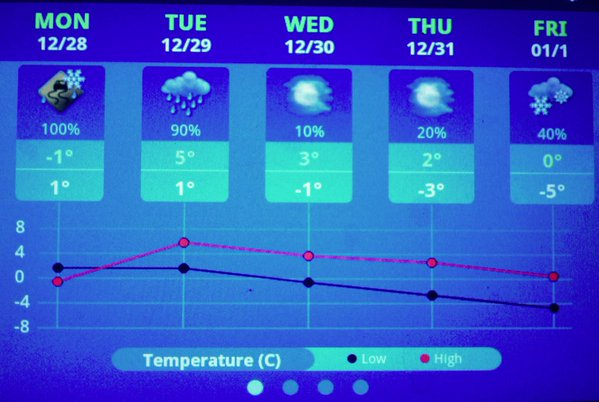 MON TUE WED THU FRI
12/28 12/29 12/30 12/31 01/1
100% 90% 10% 20% 40%
-1° 5° 3° 2° 0°
1° 1° -1° -3° -5°
8
4
0
-4
-8
Temperature (C) Low High